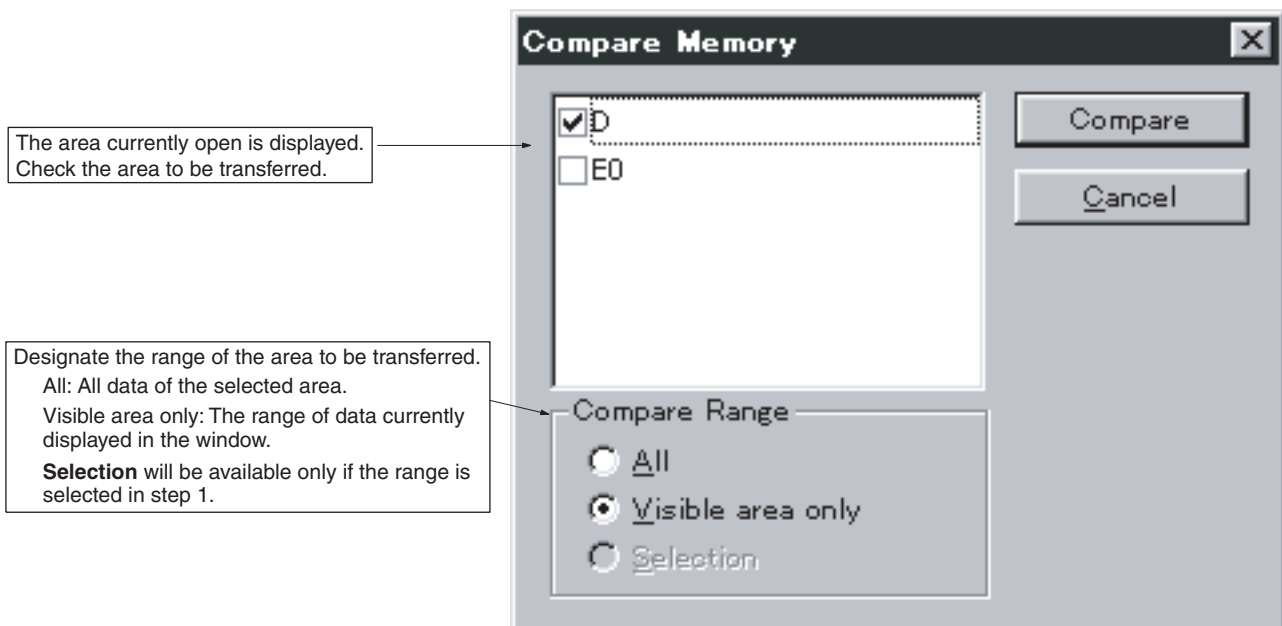 Compare Memory
The area currently open is displayed.
Check the area to be transferred.
D
E0
Compare
Cancel
Designate the range of the area to be transferred.
All: All data of the selected area.
Visible area only: The range of data currently
displayed in the window.
Selection will be available only if the range is
selected in step 1.
Compare Range
All
Visible area only
Selection